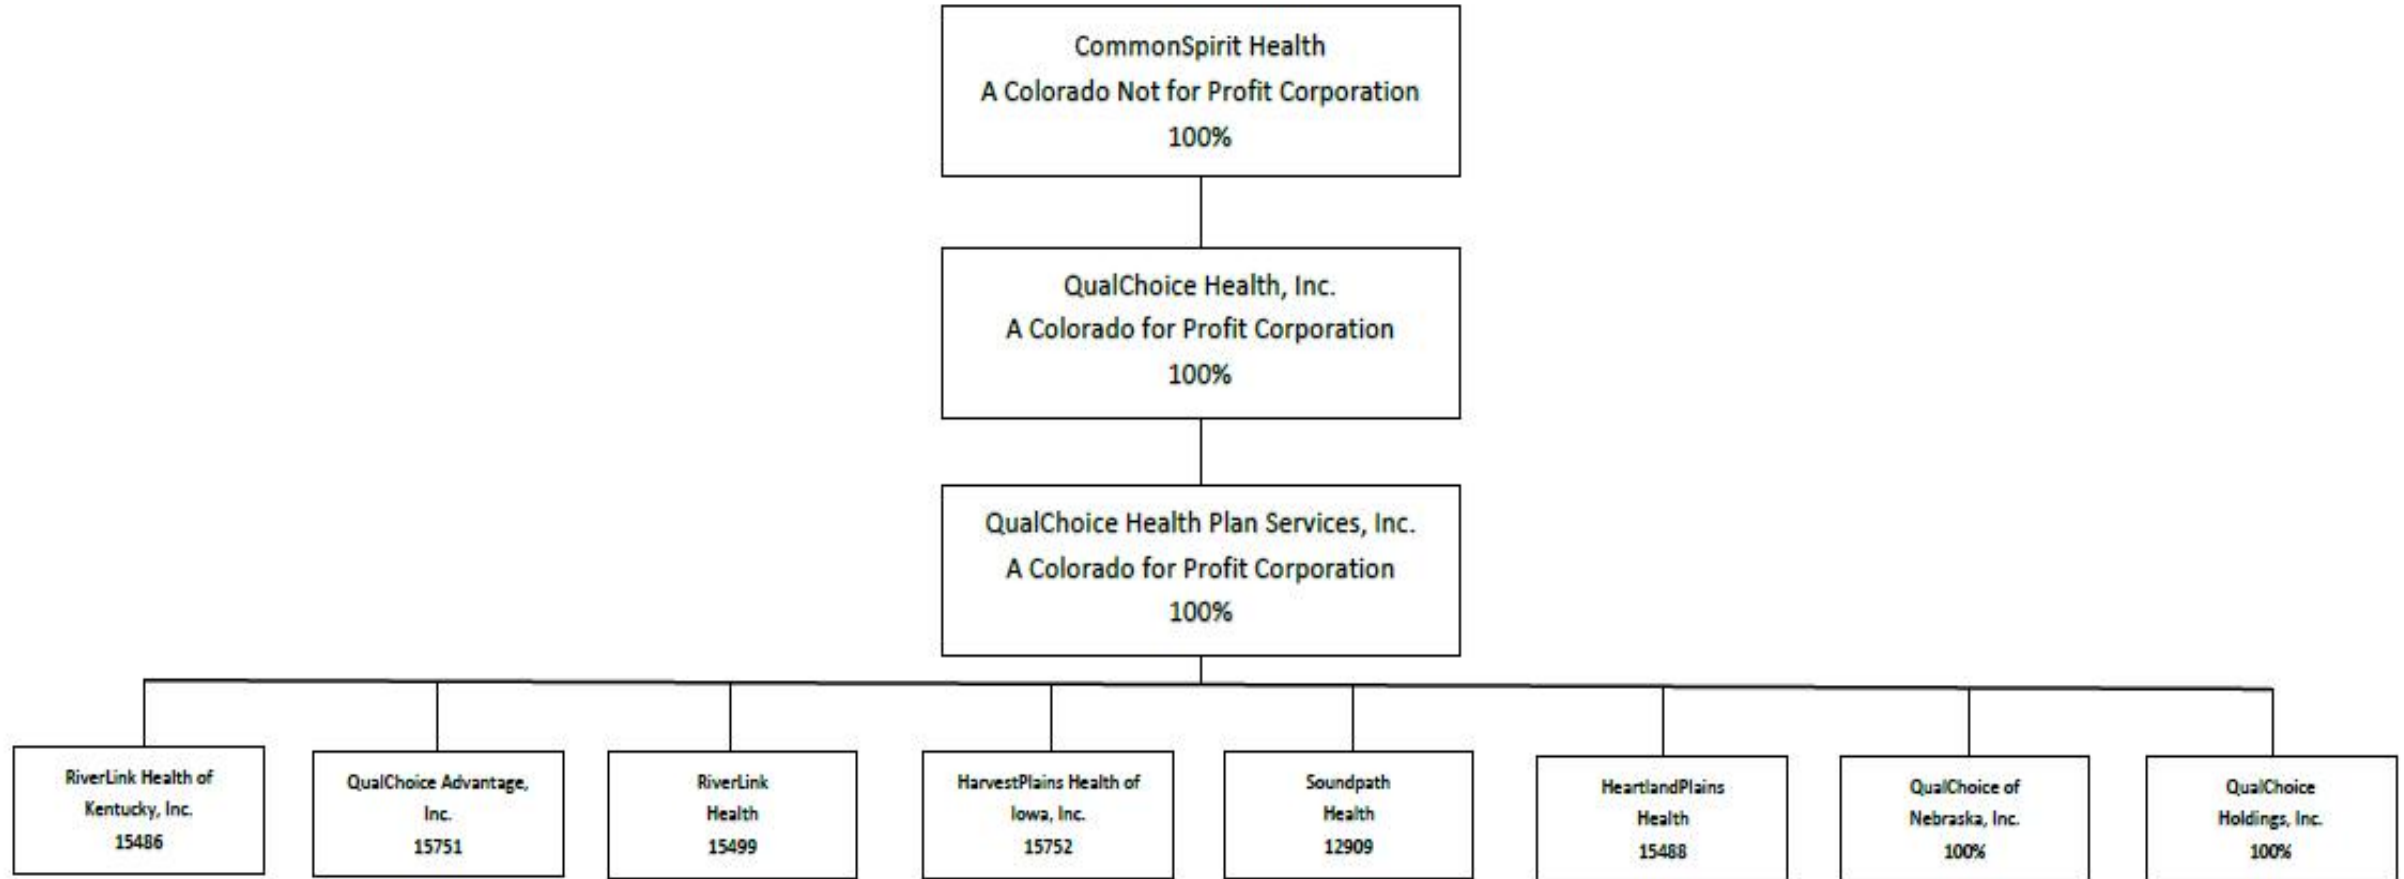 CommonSpirit Health
A Colorado Not for Profit Corporation
100%
QualChoice Health, Inc.
A Colorado for Profit Corporation
100%
QualChoice Health Plan Services, Inc.
A Colorado for Profit Corporation
100%
RiverLink Health of
Kentucky, Inc.
15486
QualChoice Advantage,
Inc.
15751
RiverLink
Health
15499
HarvestPlains Health of
Iowa, Inc.
15752
Soundpath
Health
12909
HeartlandPlains
Health
15488
QualChoice of
Nebraska, Inc.
100%
QualChoice
Holdings, Inc.
100%